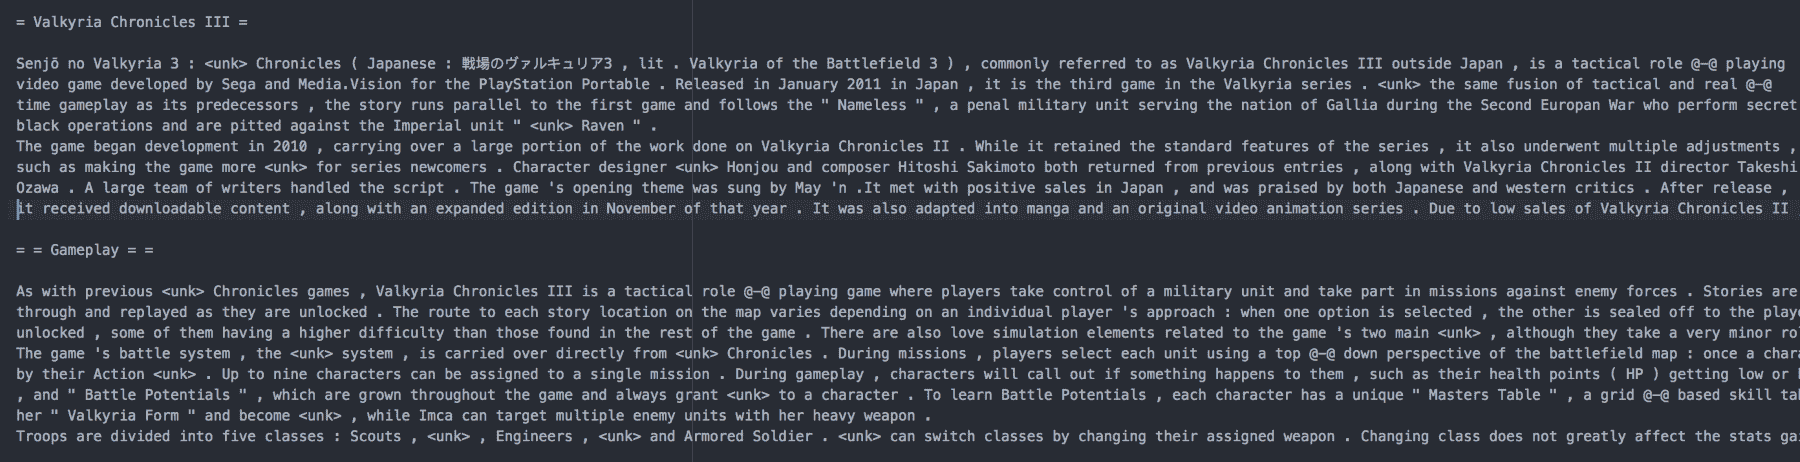 = Valkyria Chronicles III =
Senjō no Valkyria 3 : <unk> Chronicles ( Japanese : 戦場のヴァルキュリア3 , lit . Valkyria of the Battlefield 3 ) , commonly referred to as Valkyria Chronicles III outside Japan , is a tactical role @-@ playing
video game developed by Sega and Media.Vision for the PlayStation Portable . Released in January 2011 in Japan , it is the third game in the Valkyria series . <unk> the same fusion of tactical and real @-@
time gameplay as its predecessors , the story runs parallel to the first game and follows the " Nameless " , a penal military unit serving the nation of Gallia during the Second Europan War who perform secret
black operations and are pitted against the Imperial unit " <unk> Raven " .
The game began development in 2010 , carrying over a large portion of the work done on Valkyria Chronicles II . While it retained the standard features of the series , it also underwent multiple adjustments ,
such as making the game more <unk> for series newcomers . Character designer <unk> Honjou and composer Hitoshi Sakimoto both returned from previous entries , along with Valkyria Chronicles II director Takeshi
Ozawa . A large team of writers handled the script . The game 's opening theme was sung by May 'n .It met with positive sales in Japan , and was praised by both Japanese and western critics . After release ,
it received downloadable content , along with an expanded edition in November of that year . It was also adapted into manga and an original video animation series . Due to low sales of Valkyria Chronicles II
= = Gameplay = =
As with previous <unk> Chronicles games , Valkyria Chronicles III is a tactical role @-@ playing game where players take control of a military unit and take part in missions against enemy forces . Stories are
through and replayed as they are unlocked . The route to each story location on the map varies depending on an individual player 's approach : when one option is selected , the other is sealed off to the
unlocked , some of them having a higher difficulty than those found in the rest of the game . There are also love simulation elements related to the game 's two main <unk> , although they take a very minor
The game 's battle system , the <unk> system , is carried over directly from <unk> Chronicles . During missions , players select each unit using a top @-@ down perspective of the battlefield map : once a
by their Action <unk> . Up to nine characters can be assigned to a single mission . During gameplay , characters will call out if something happens to them , such as their health points ( HP ) getting low or
, and " Battle Potentials " , which are grown throughout the game and always grant <unk> to a character . To learn Battle Potentials , each character has a unique " Masters Table " , a grid @-@ based skill
her " Valkyria Form " and become <unk> , while Imca can target multiple enemy units with her heavy weapon .
Troops are divided into five classes : Scouts , <unk> , Engineers , <unk> and Armored Soldier . <unk> can switch classes by changing their assigned weapon . Changing class does not greatly affect the stats